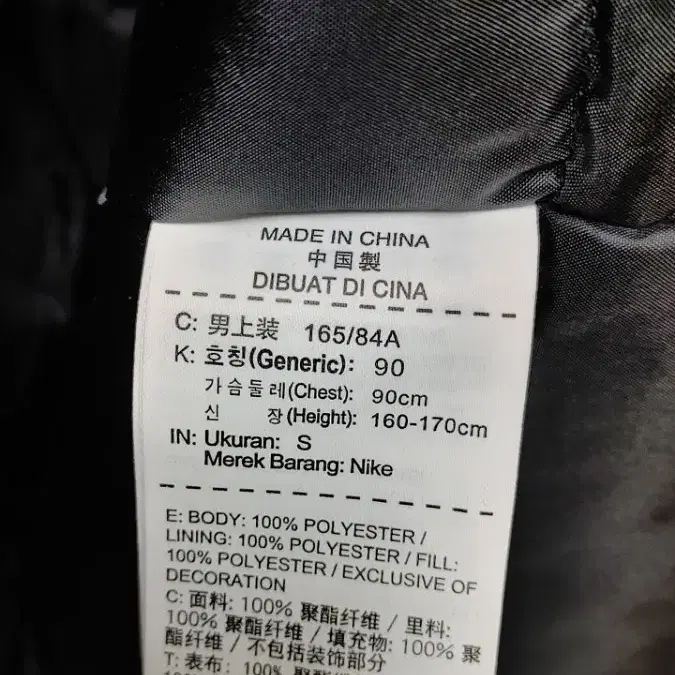 MADE IN CHINA
中国製
DIBUAT DI CINA
C: 男上装 165/84A
K: 호칭(Generic): 90
가슴둘레(Chest): 90cm
신 장(Height): 160-170cm
IN: Ukuran: S
Merek Barang: Nike
E: BODY: 100% POLYESTER /
LINING: 100% POLYESTER / FILL:
100% POLYESTER / EXCLUSIVE OF
DECORATION
C: 面料: 100% 聚酯纤维 / 里料:
100% 聚酯纤维 / 填充物: 100% 聚
酯纤维 / 不包括装饰部分
T: 表布: 100%